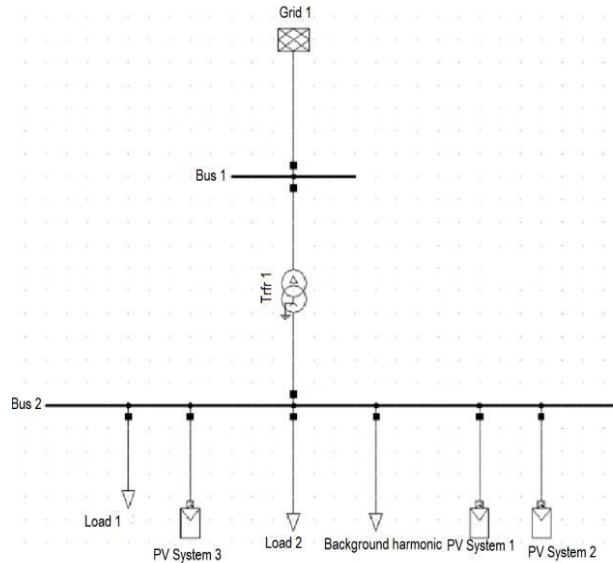 Grid 1
Bus 1
Trfr 1
Bus 2
Load 1
PV System 3
Load 2
Background harmonic
PV System 1
PV System 2